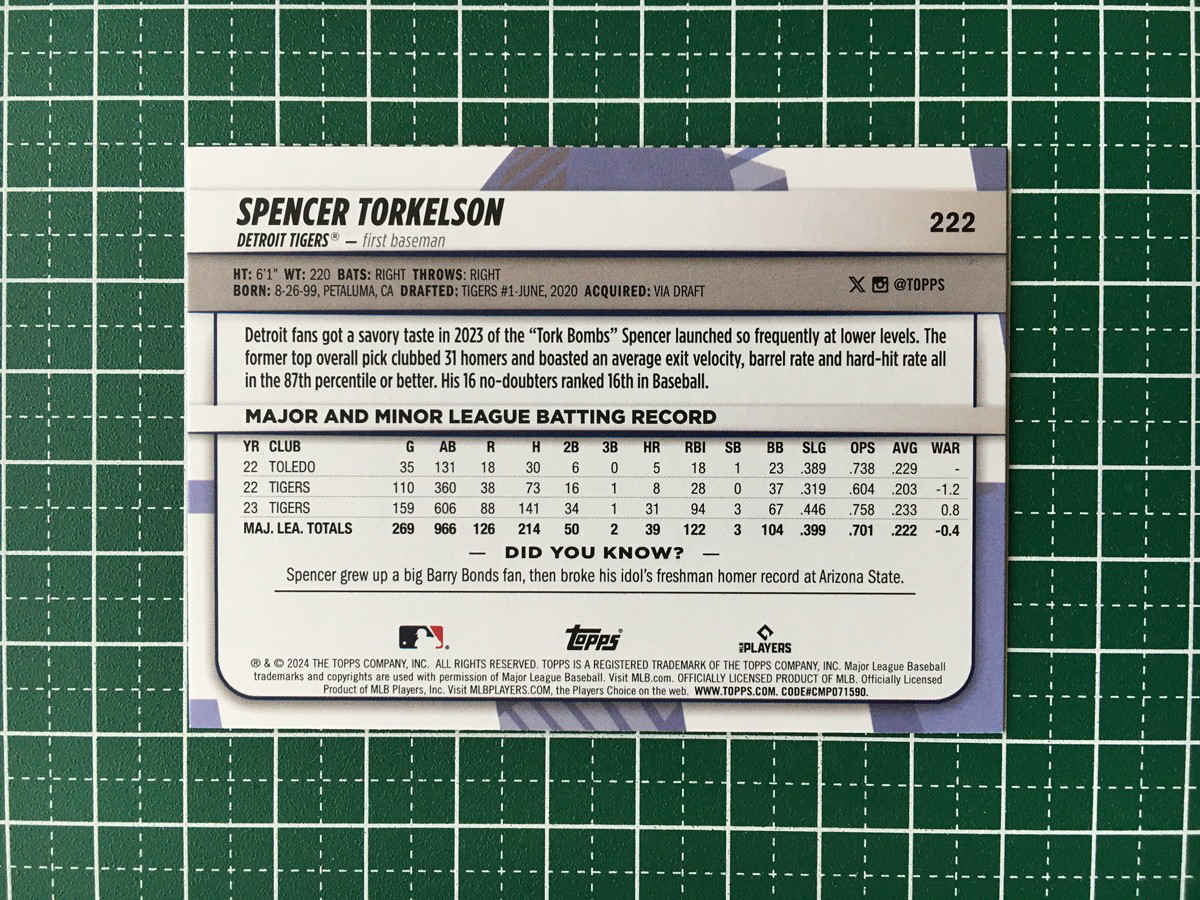 SPENCER TORKELSON
222
DETROIT TIGERS® — first baseman
HT: 6'1" WT: 220 BATS: RIGHT THROWS: RIGHT
BORN: 8-26-99, PETALUMA, CA DRAFTED: TIGERS #1-JUNE, 2020 ACQUIRED: VIA DRAFT
@TOPPS
Detroit fans got a savory taste in 2023 of the “Tork Bombs” Spencer launched so frequently at lower levels. The
former top overall pick clubbed 31 homers and boasted an average exit velocity, barrel rate and hard-hit rate all
in the 87th percentile or better. His 16 no-doubters ranked 16th in Baseball.
MAJOR AND MINOR LEAGUE BATTING RECORD
YR CLUB G AB R H 2B 3B HR RBI SB BB SLG OPS AVG WAR
22 TOLEDO 35 131 18 30 6 0 5 18 1 23 .389 .738 .229 -
22 TIGERS 110 360 38 73 16 1 8 28 0 37 .319 .604 .203 -1.2
23 TIGERS 159 606 88 141 34 1 31 94 3 67 .446 .758 .233 0.8
MAJ. LEA. TOTALS 269 966 126 214 50 2 39 122 3 104 .399 .701 .222 -0.4
— DID YOU KNOW? —
Spencer grew up a big Barry Bonds fan, then broke his idol’s freshman homer record at Arizona State.
topps®
MLB PLAYERS
® & © 2024 THE TOPPS COMPANY, INC. ALL RIGHTS RESERVED. TOPPS IS A REGISTERED TRADEMARK OF THE TOPPS COMPANY, INC. Major League Baseball
trademarks and copyrights are used with permission of Major League Baseball. Visit MLB.com. OFFICIALLY LICENSED PRODUCT OF MLB. Officially Licensed
Product of MLB Players, Inc. Visit MLBPLAYERS.COM, the Players Choice on the web. WWW.TOPPS.COM. CODE#CMP071590.